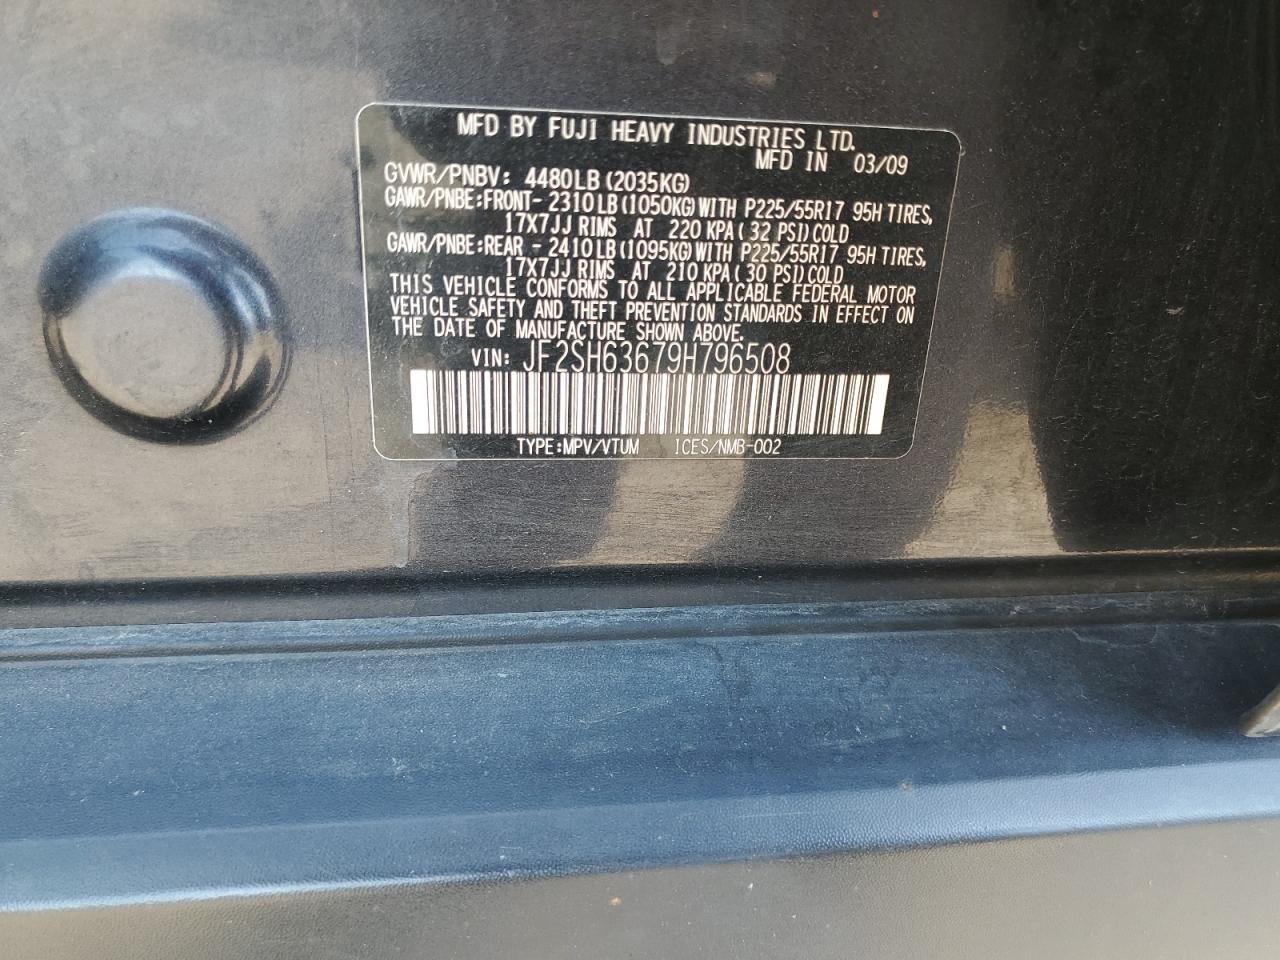 MFD BY FUJI HEAVY INDUSTRIES LTD.
MFD IN 03/09
GVWR/PNBV: 4480LB (2035KG)
GAWR/PNBE:FRONT- 2310LB (1050KG) WITH P225/55R17 95H TIRES,
17X7JJ RIMS AT 220 KPA ( 32 PSI) COLD
GAWR/PNBE:REAR - 2410LB (1095KG) WITH P225/55R17 95H TIRES,
17X7JJ RIMS AT 210 KPA ( 30 PSI) COLD
THIS VEHICLE CONFORMS TO ALL APPLICABLE FEDERAL MOTOR
VEHICLE SAFETY AND THEFT PREVENTION STANDARDS IN EFFECT ON
THE DATE OF MANUFACTURE SHOWN ABOVE.
VIN: JF2SH63679H796508
TYPE:MPV/VTUM ICES/NMB-002